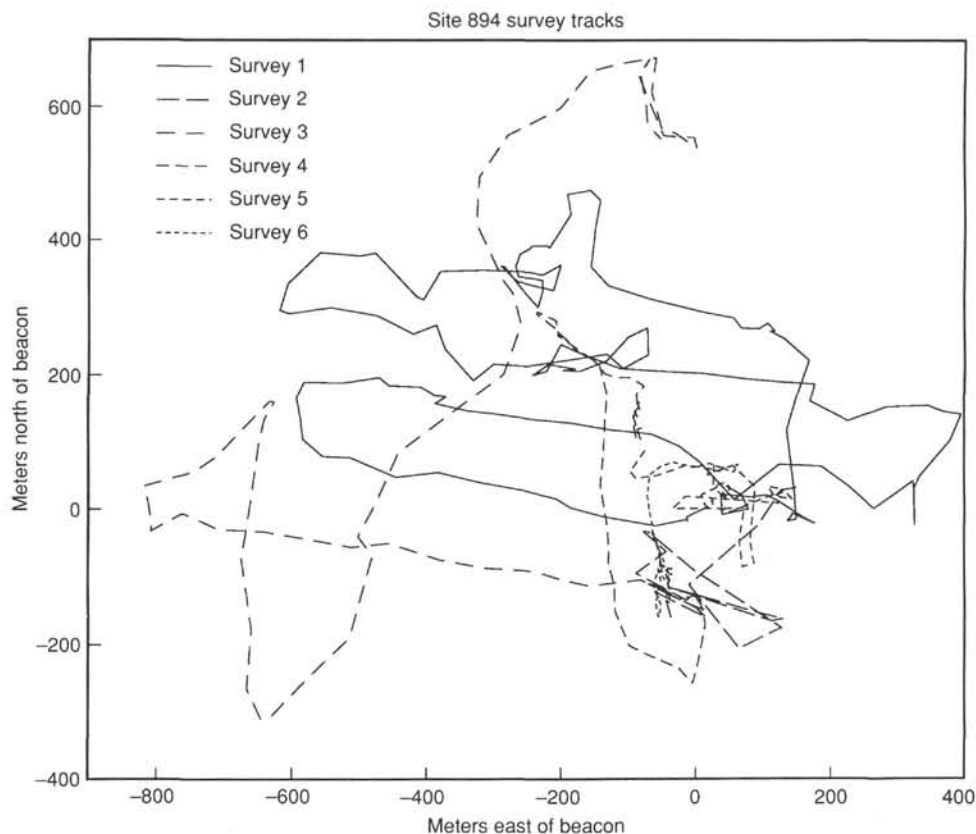 Site 894 survey tracks
Survey 1
Survey 2
Survey 3
Survey 4
Survey 5
Survey 6
600
400
200
0
−200
−400
Meters north of beacon
−800
−600
−400
−200
0
200
400
Meters east of beacon